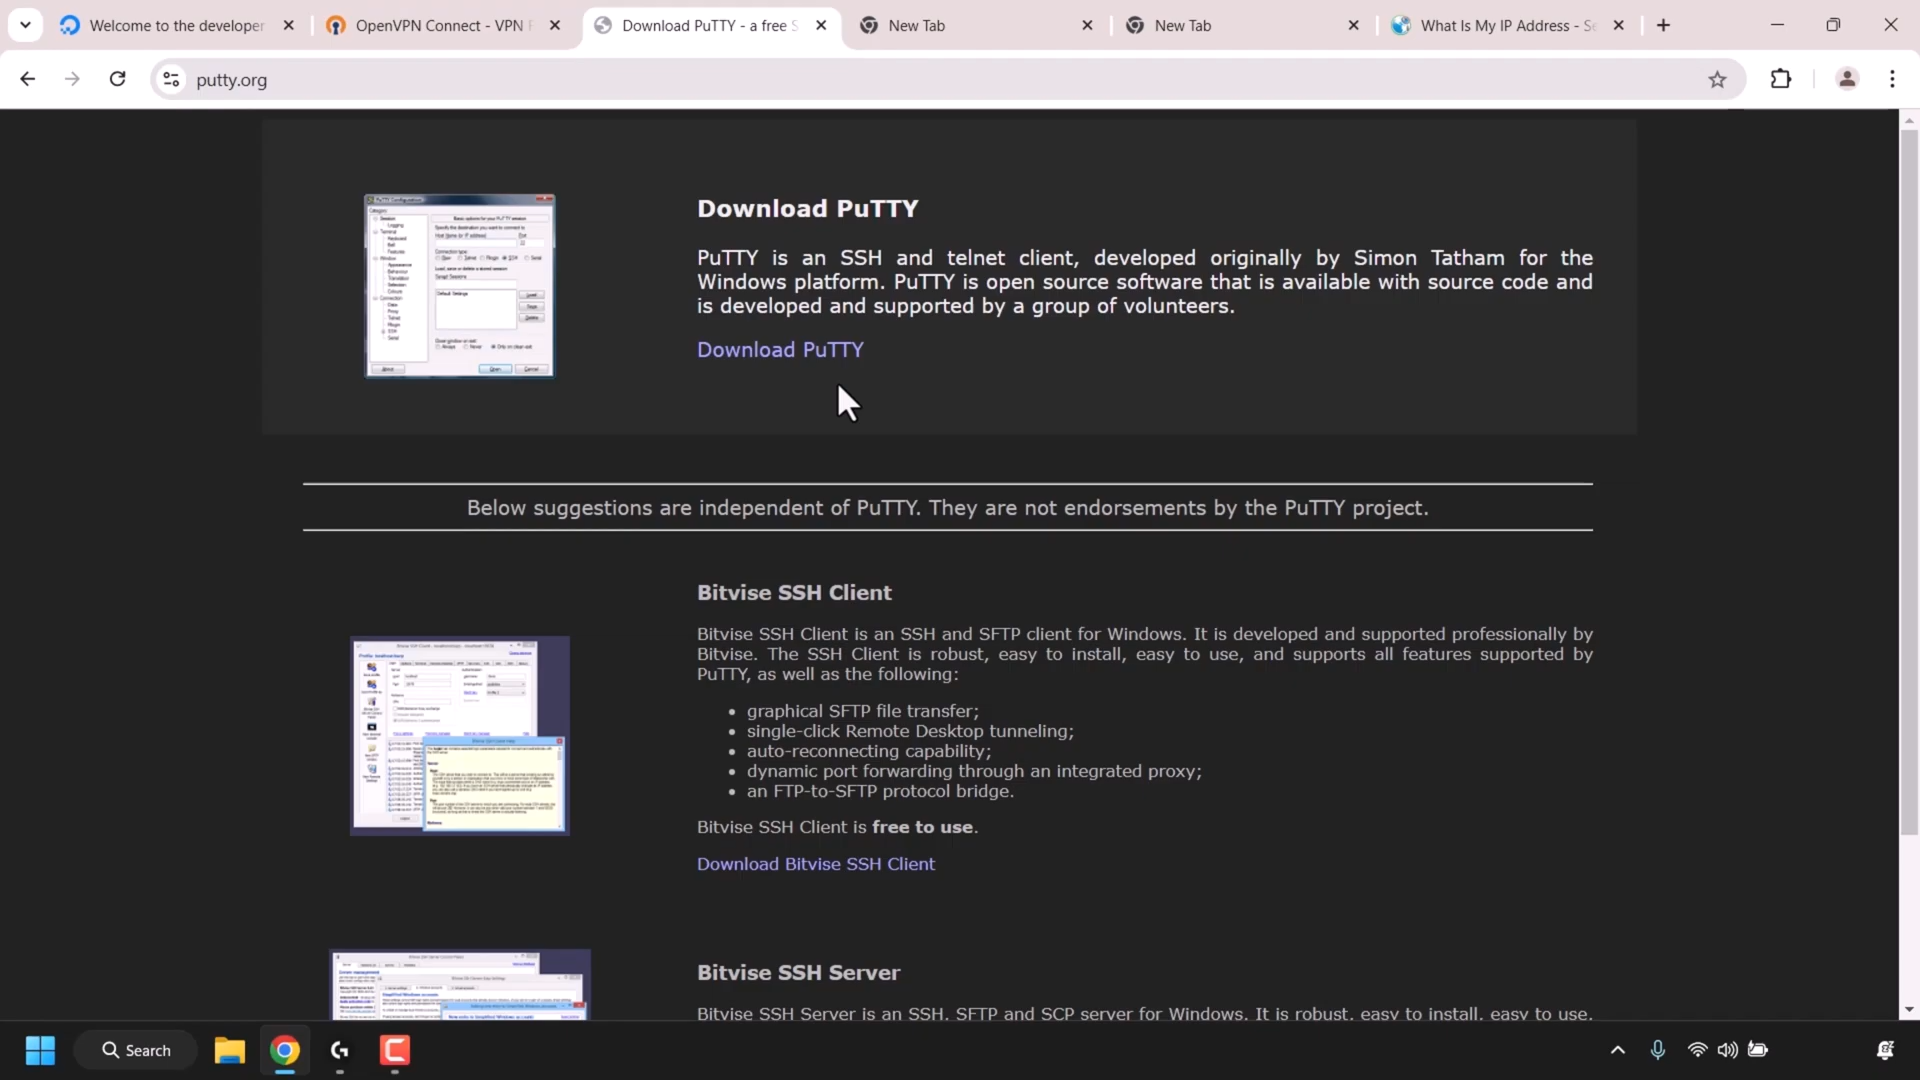 Welcome to the developer
OpenVPN Connect - VPN
Download PuTTY - a free S
New Tab
New Tab
What Is My IP Address - Se
putty.org
Download PuTTY
PuTTY is an SSH and telnet client, developed originally by Simon Tatham for the
Windows platform. PuTTY is open source software that is available with source code and
is developed and supported by a group of volunteers.
Download PuTTY
Below suggestions are independent of PuTTY. They are not endorsements by the PuTTY project.
Bitvise SSH Client
Bitvise SSH Client is an SSH and SFTP client for Windows. It is developed and supported professionally by
Bitvise. The SSH Client is robust, easy to install, easy to use, and supports all features supported by
PuTTY, as well as the following:
• graphical SFTP file transfer;
• single-click Remote Desktop tunneling;
• auto-reconnecting capability;
• dynamic port forwarding through an integrated proxy;
• an FTP-to-SFTP protocol bridge.
Bitvise SSH Client is free to use.
Download Bitvise SSH Client
Bitvise SSH Server
Bitvise SSH Server is an SSH, SFTP and SCP server for Windows. It is robust, easy to install, easy to use,
Search